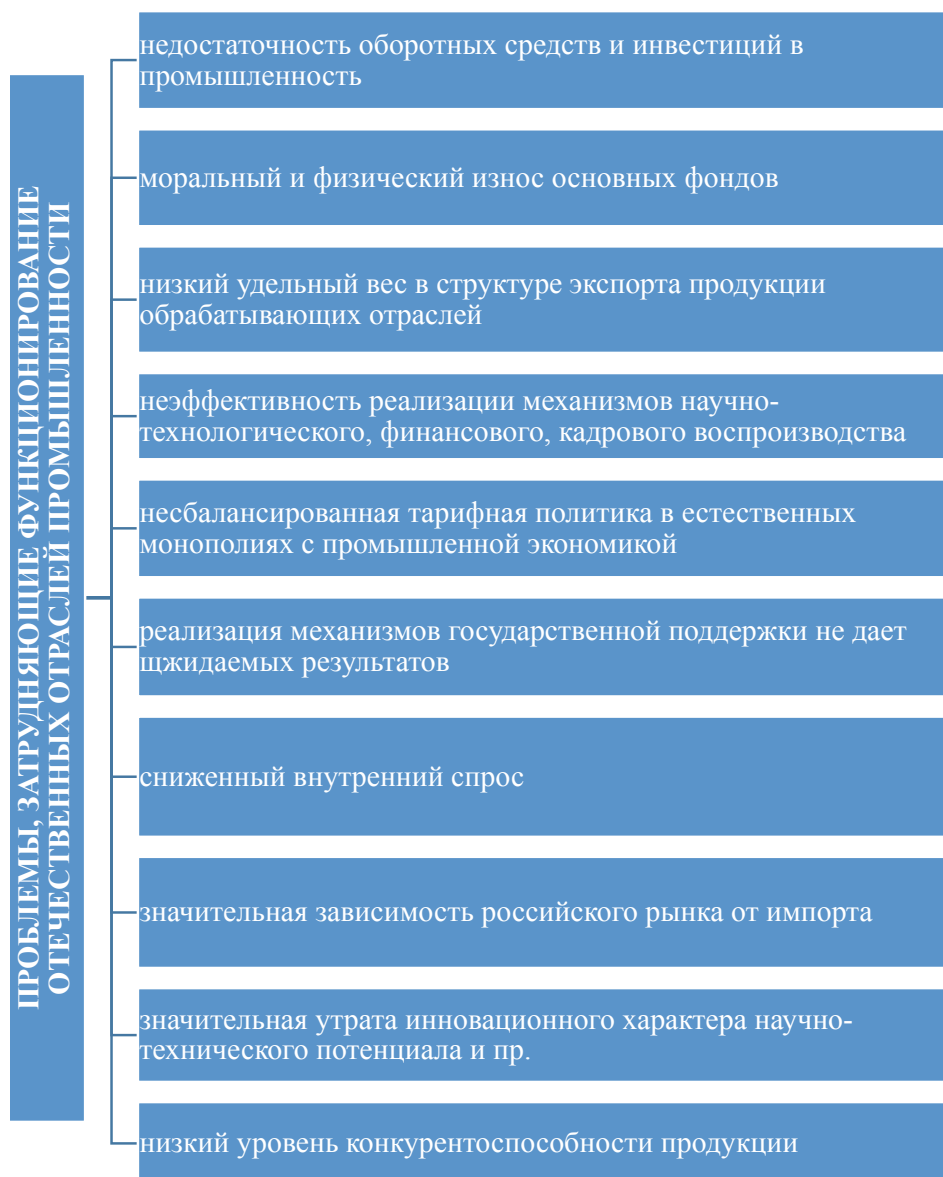 ПРОБЛЕМЫ, ЗАТРУДНЯЮЩИЕ ФУНКЦИОНИРОВАНИЕ
ОТЕЧЕСТВЕННЫХ ОТРАСЛЕЙ ПРОМЫШЛЕННОСТИ
недостаточность оборотных средств и инвестиций в
промышленность
моральный и физический износ основных фондов
низкий удельный вес в структуре экспорта продукции
обрабатывающих отраслей
неэффективность реализации механизмов научно-
технологического, финансового, кадрового воспроизводства
несбалансированная тарифная политика в естественных
монополиях с промышленной экономикой
реализация механизмов государственной поддержки не дает
щжидаемых результатов
сниженный внутренний спрос
значительная зависимость российского рынка от импорта
значительная утрата инновационного характера научно-
технического потенциала и пр.
низкий уровень конкурентоспособности продукции